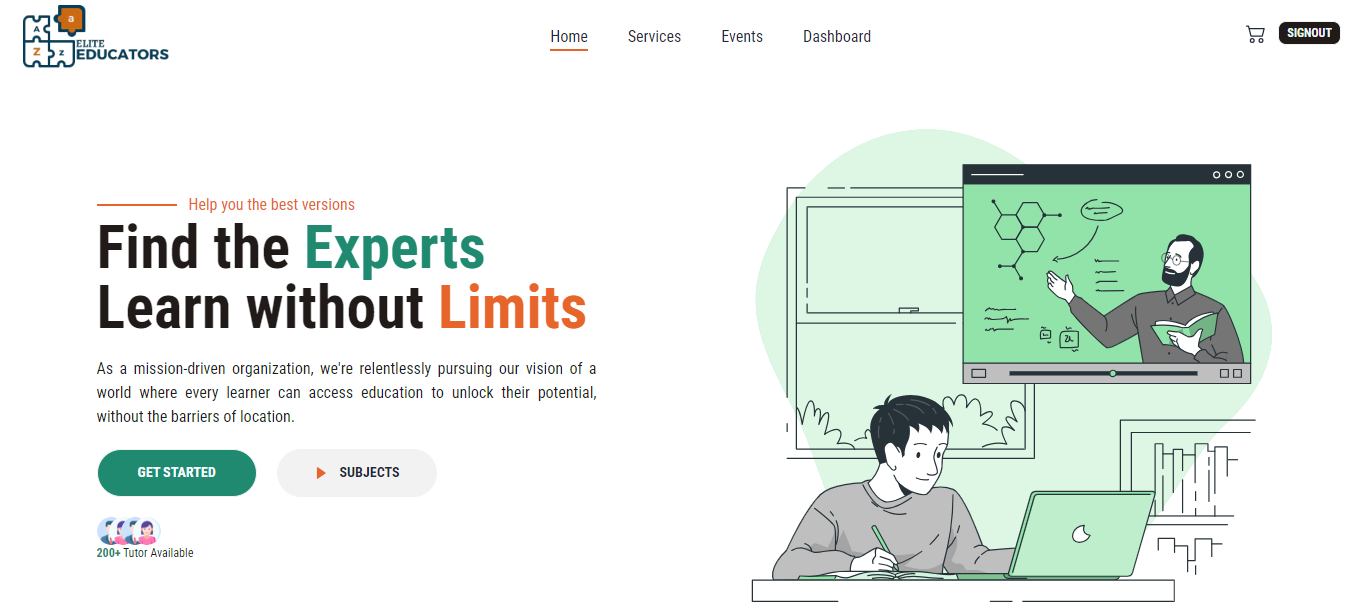 a
A
Z z
ELITE
EDUCATORS
Home Services Events Dashboard
SIGNOUT
Help you the best versions
Find the Experts
Learn without Limits
As a mission-driven organization, we're relentlessly pursuing our vision of a
world where every learner can access education to unlock their potential,
without the barriers of location.
GET STARTED SUBJECTS
200+ Tutor Available